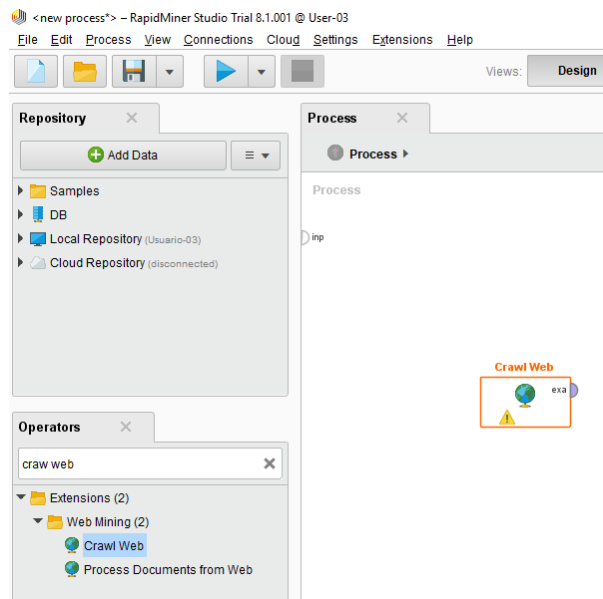 <new process*> – RapidMiner Studio Trial 8.1.001 @ User-03
File Edit Process View Connections Cloud Settings Extensions Help
Views: Design
Repository
Add Data
Samples
DB
Local Repository (Usuario-03)
Cloud Repository (disconnected)
Operators
craw web
Extensions (2)
Web Mining (2)
Crawl Web
Process Documents from Web
Process
Process
Process
inp
Crawl Web
exa